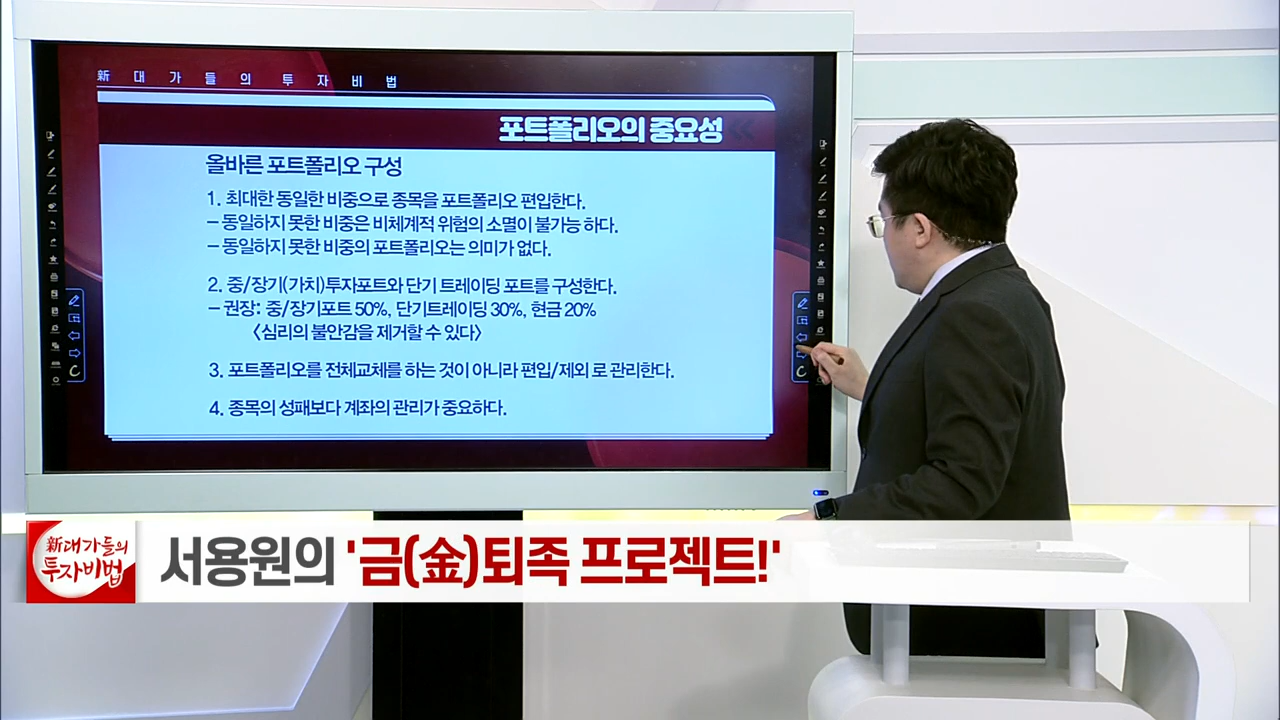 新대가들의투자비법
포트폴리오의 중요성
올바른 포트폴리오 구성
1. 최대한 동일한 비중으로 종목을 포트폴리오 편입한다.
- 동일하지 못한 비중은 비체계적 위험의 소멸이 불가능 하다.
- 동일하지 못한 비중의 포트폴리오는 의미가 없다.
2. 중/장기(가치)투자포트와 단기 트레이딩 포트를 구성한다.
- 권장: 중/장기포트 50%, 단기트레이딩 30%, 현금 20%
<심리의 불안감을 제거할 수 있다>
3. 포트폴리오를 전체교체를 하는 것이 아니라 편입/제외 로 관리한다.
4. 종목의 성패보다 계좌의 관리가 중요하다.
新대가들의
투자비법
서용원의 '금(金)퇴족 프로젝트!'